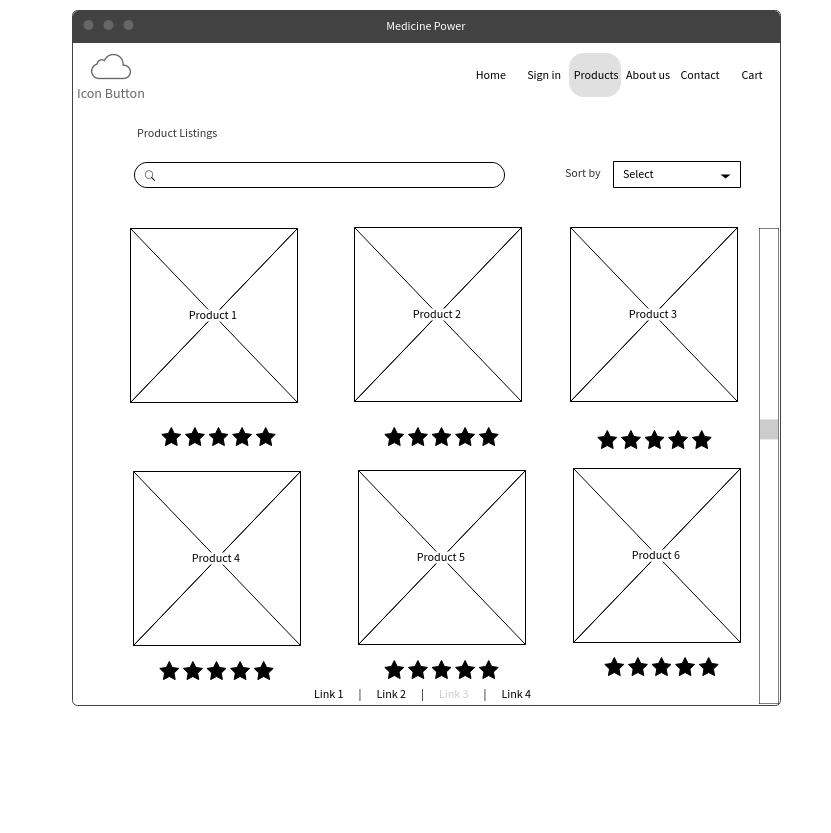 Medicine Power
Home Sign in Products About us Contact Cart
Icon Button
Product Listings
Sort by Select
Product 1 Product 2 Product 3
Product 4 Product 5 Product 6
Link 1 | Link 2 | Link 3 | Link 4